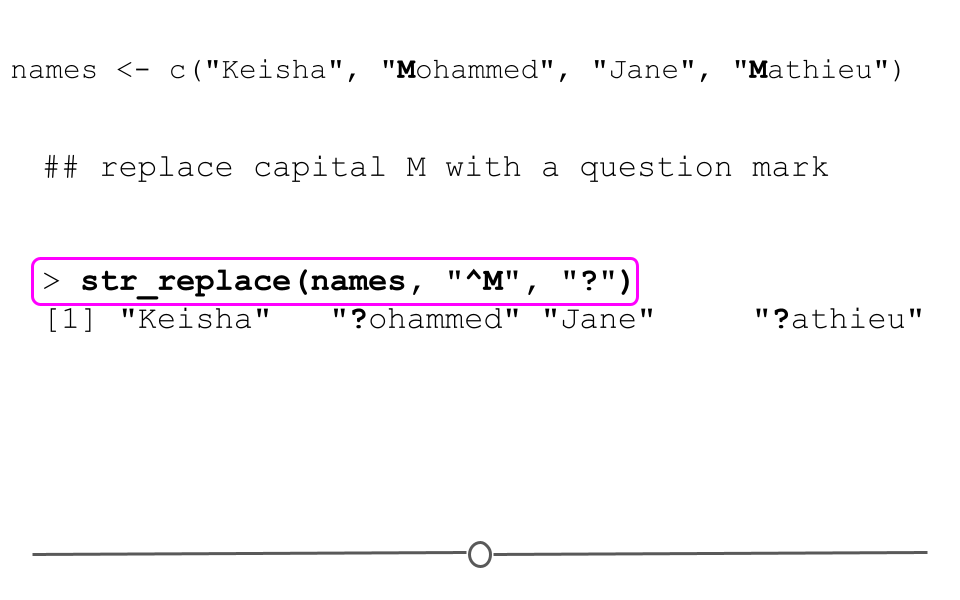 names <- c("Keisha", "Mohammed", "Jane", "Mathieu")
## replace capital M with a question mark
> str_replace(names, "^M", "?")
[1] "Keisha"   "?ohammed" "Jane"     "?athieu"